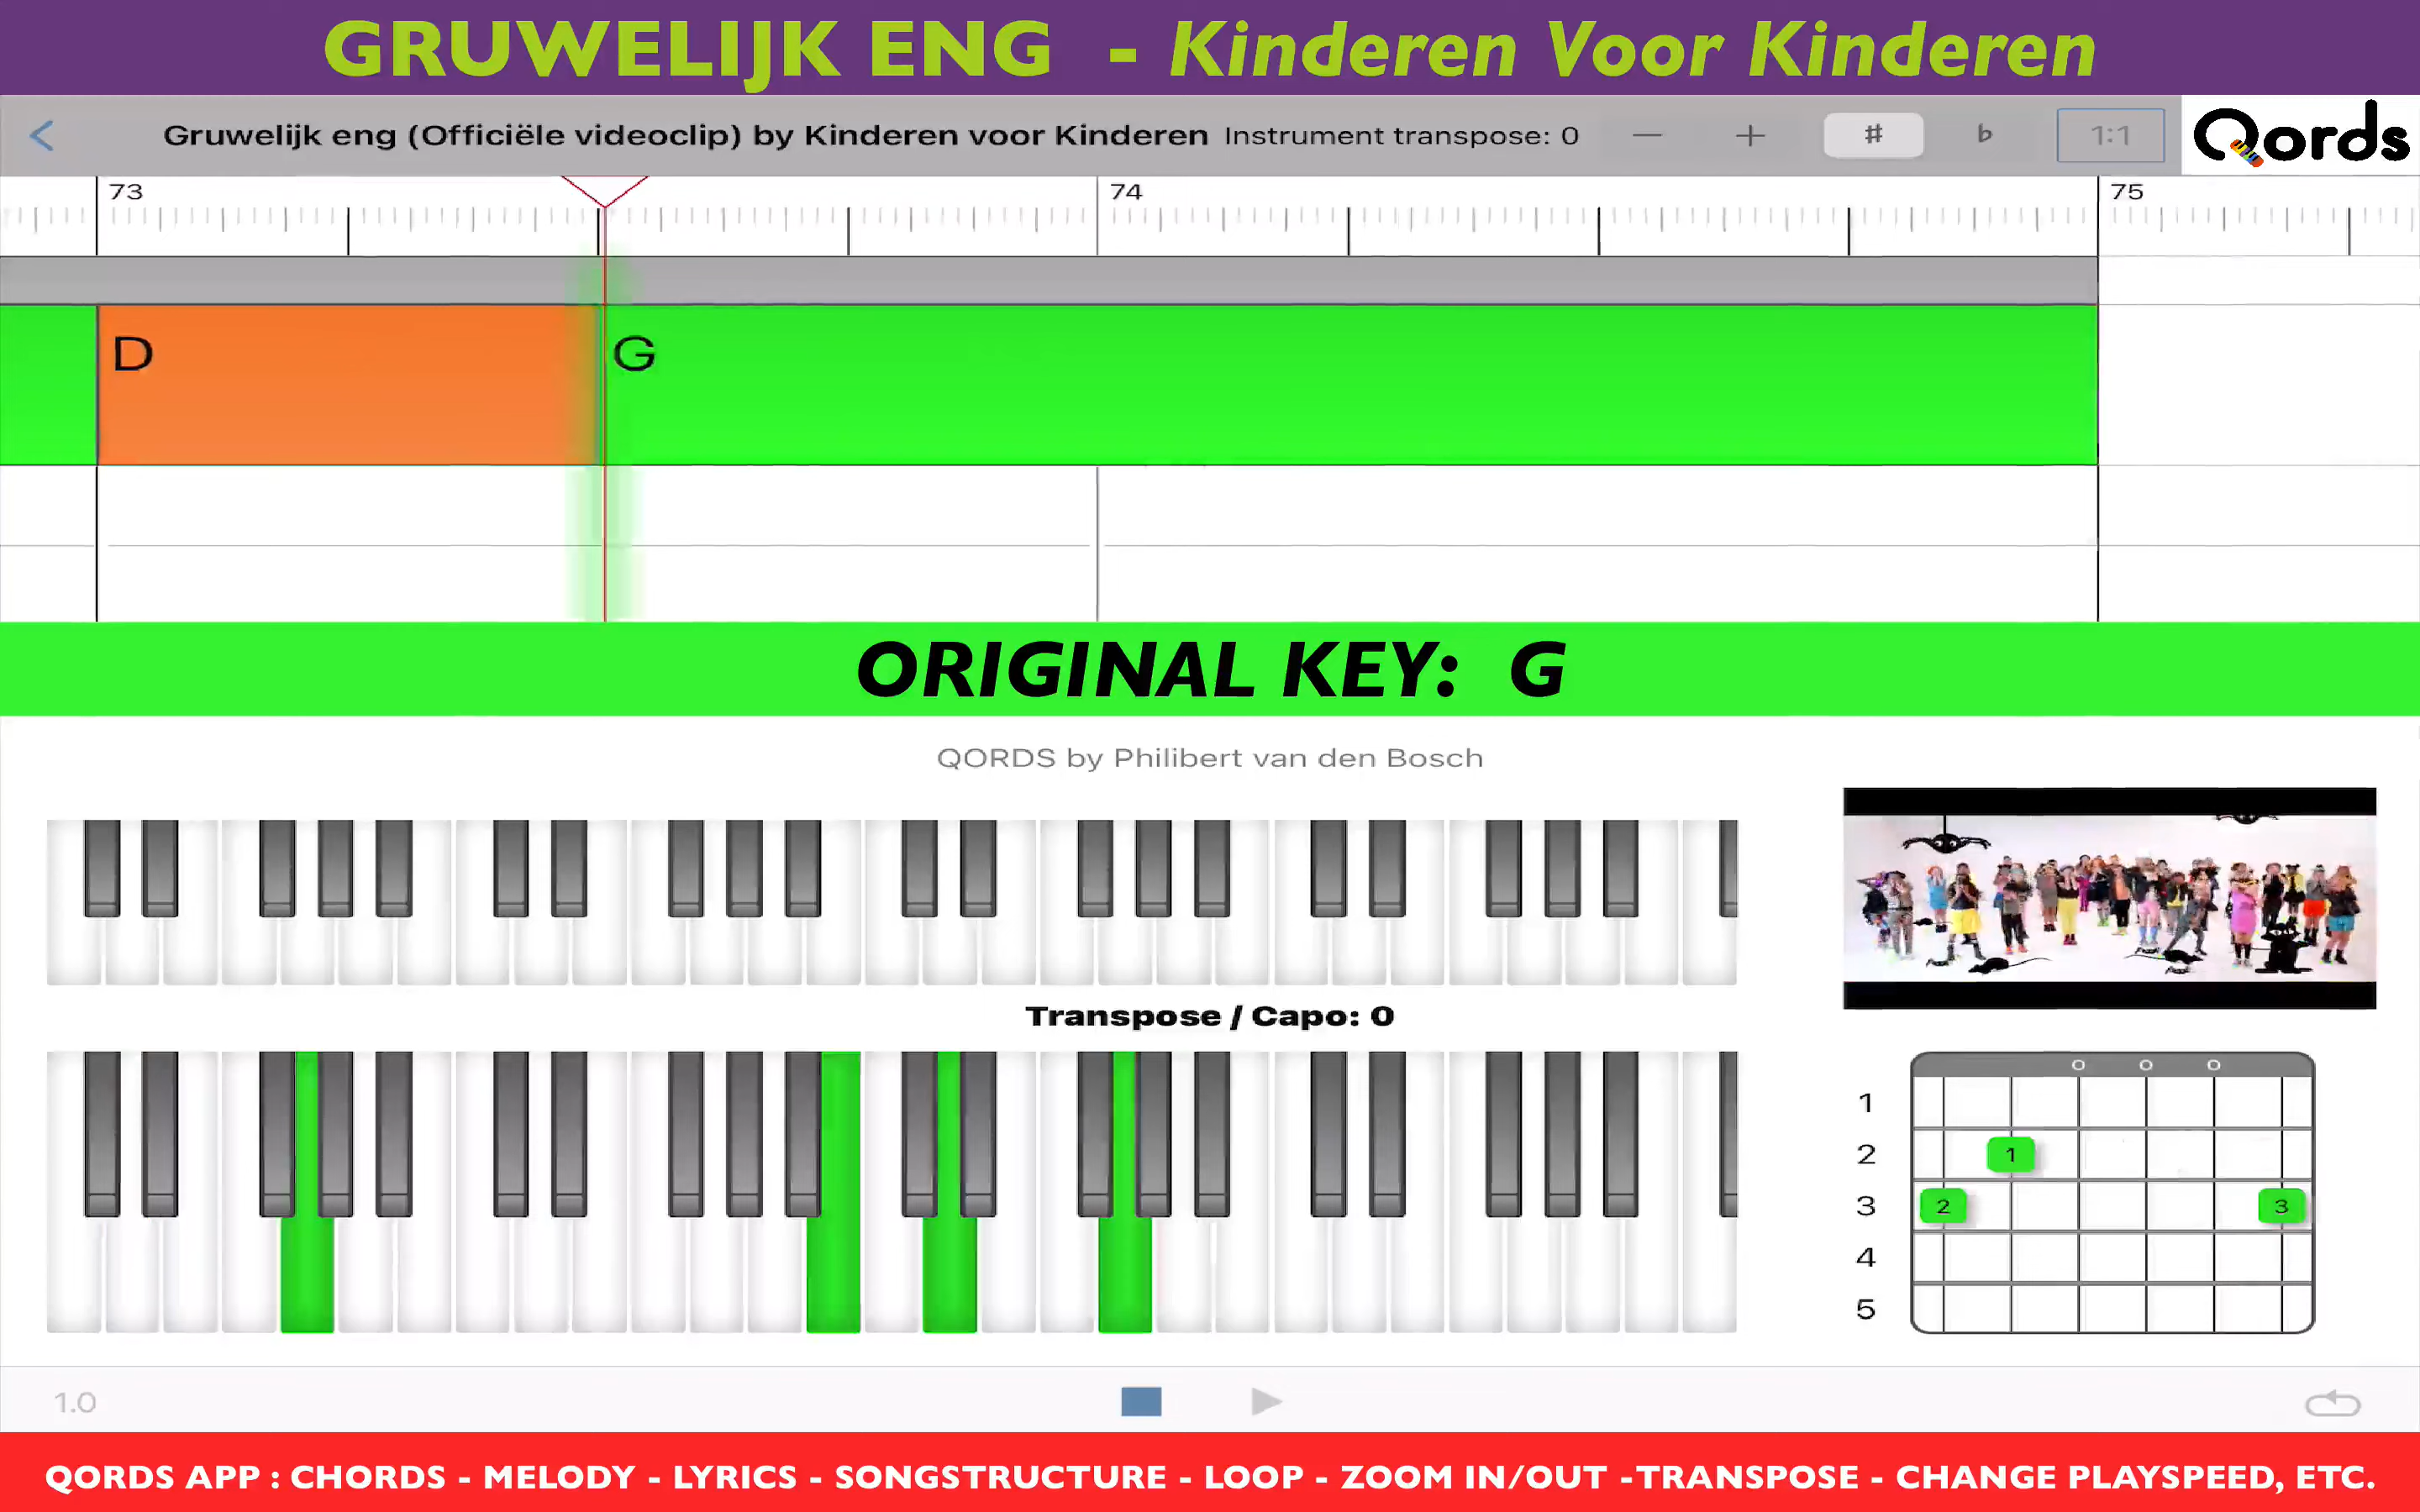 GRUWELIJK ENG - Kinderen Voor Kinderen
Gruwelijk eng (Officiële videoclip) by Kinderen voor Kinderen Instrument transpose: 0 — + # ♭ 1:1 Qords
73 74 75
D G
ORIGINAL KEY: G
QORDS by Philibert van den Bosch
Transpose / Capo: 0
1
2 1
3 2 3
4
5
1.0
QORDS APP : CHORDS - MELODY - LYRICS - SONGSTRUCTURE - LOOP - ZOOM IN/OUT -TRANSPOSE - CHANGE PLAYSPEED, ETC.